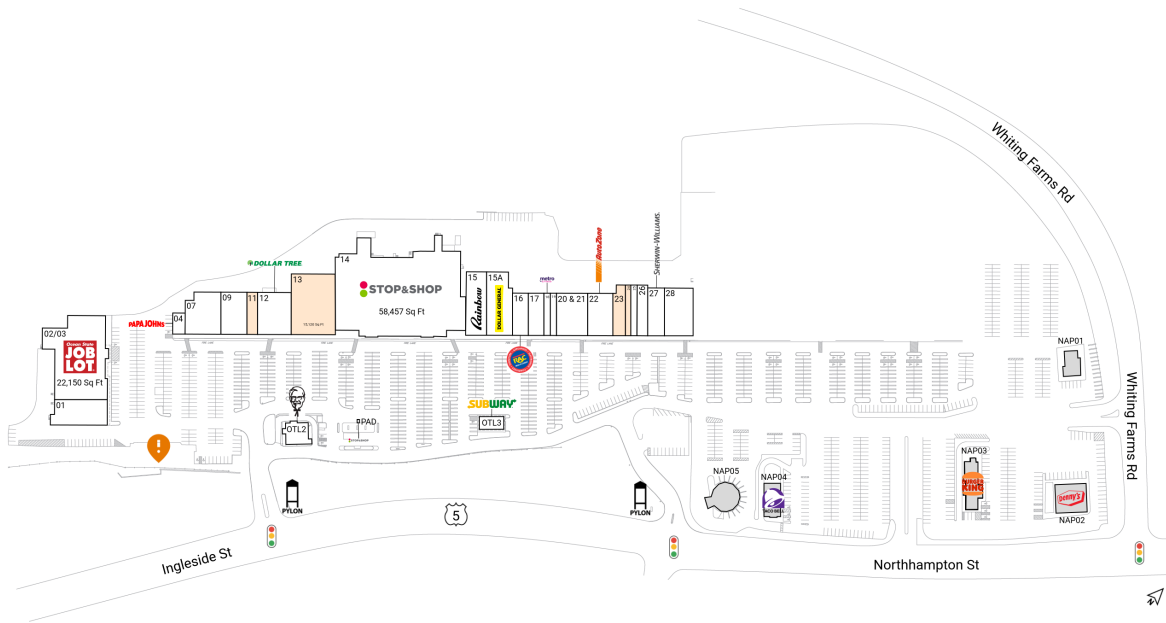 Whiting Farms Rd
SHERWIN-WILLIAMS.
AutoZone
DOLLAR TREE
metro
14
13
STOP&SHOP
58,457 Sq Ft
15
15A
Rainbow
DOLLAR GENERAL
07
09
11
12
04
16
17
20 & 21
22
23
26
27
28
PAPA JOHNS
02/03
Ocean State
JOB
LOT
22,150 Sq Ft
01
RAC
NAP01
Whiting Farms Rd
SUBWAY
OTL3
OTL2
PAD
NAP03
BURGER
KING
NAP05
NAP04
TACO BELL
Denny's
NAP02
PYLON
PYLON
5
Ingleside St
Northhampton St
N